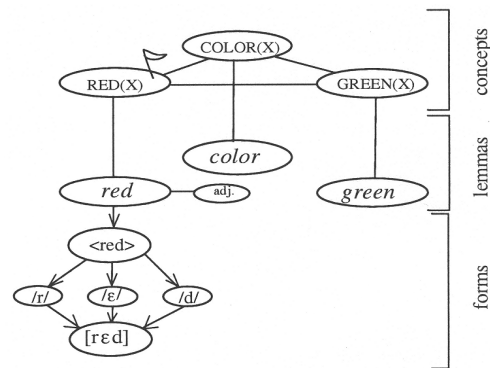 COLOR(X)
RED(X)
GREEN(X)
concepts
color
red
adj.
green
lemmas
<red>
/r/
/ɛ/
/d/
[rɛd]
forms